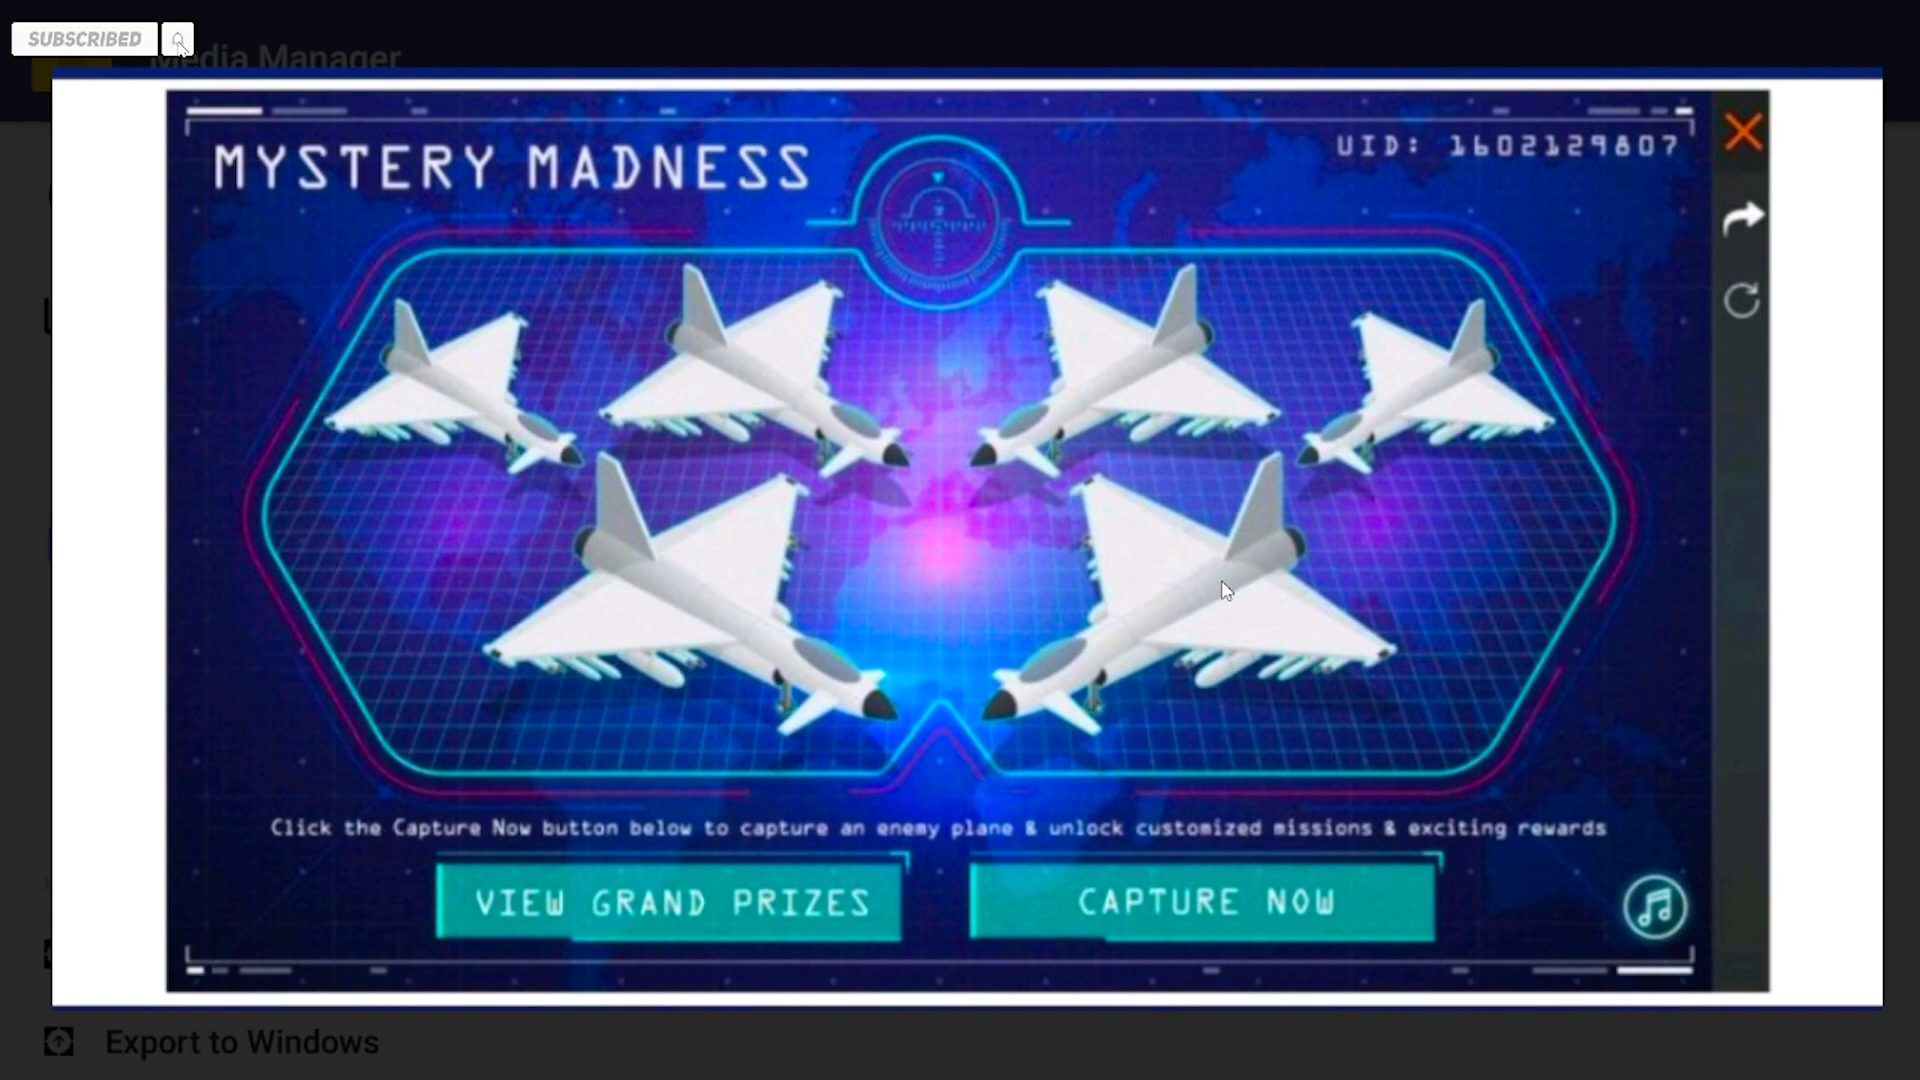 SUBSCRIBED
Media Manager
MYSTERY MADNESS
UID: 1602129807
Click the Capture Now button below to capture an enemy plane & unlock customized missions & exciting rewards
VIEW GRAND PRIZES
CAPTURE NOW
Export to Windows